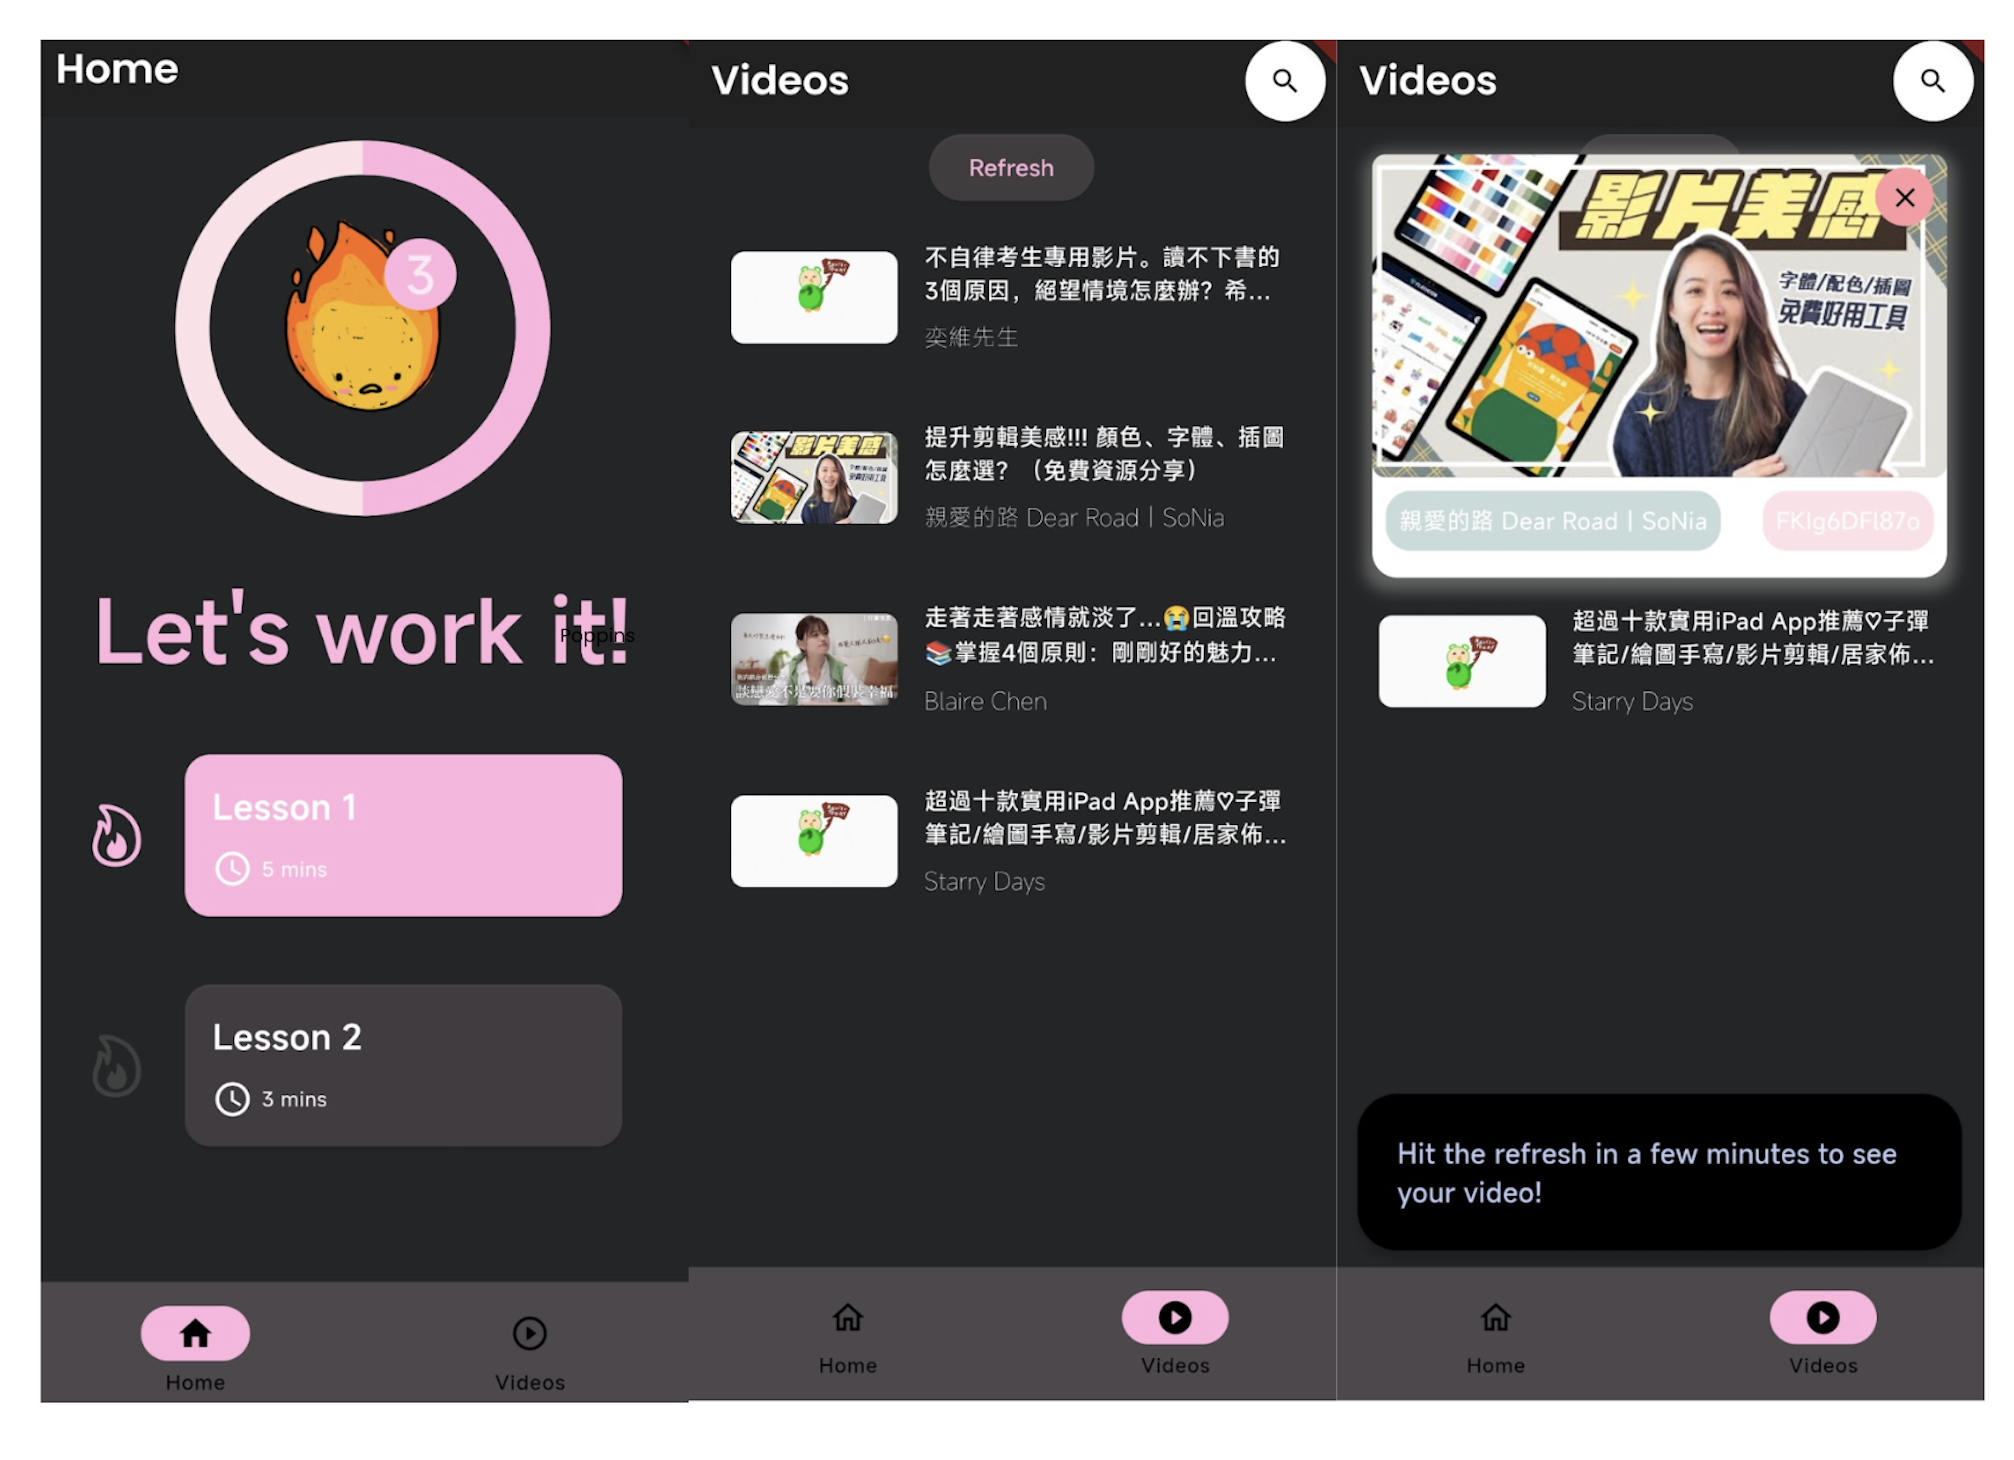 Home
3
Let's work it!
Poppins
Lesson 1
5 mins
Lesson 2
3 mins
Home
Videos
Videos
Refresh
不自律考生專用影片。讀不下書的
3個原因，絕望情境怎麼辦？希...
奕維先生
影片美感
提升剪輯美感!!! 顏色、字體、插圖
怎麼選？（免費資源分享）
親愛的路 Dear Road｜SoNia
談戀愛不是要你假裝幸福
走著走著感情就淡了...😭回溫攻略
📚掌握4個原則：剛剛好的魅力...
Blaire Chen
超過十款實用iPad App推薦♡子彈
筆記/繪圖手寫/影片剪輯/居家佈...
Starry Days
Home
Videos
Videos
影片美感
字體/配色/插圖
免費好用工具
親愛的路 Dear Road｜SoNia
FKIg6DFI87o
超過十款實用iPad App推薦♡子彈
筆記/繪圖手寫/影片剪輯/居家佈...
Starry Days
Hit the refresh in a few minutes to see
your video!
Home
Videos